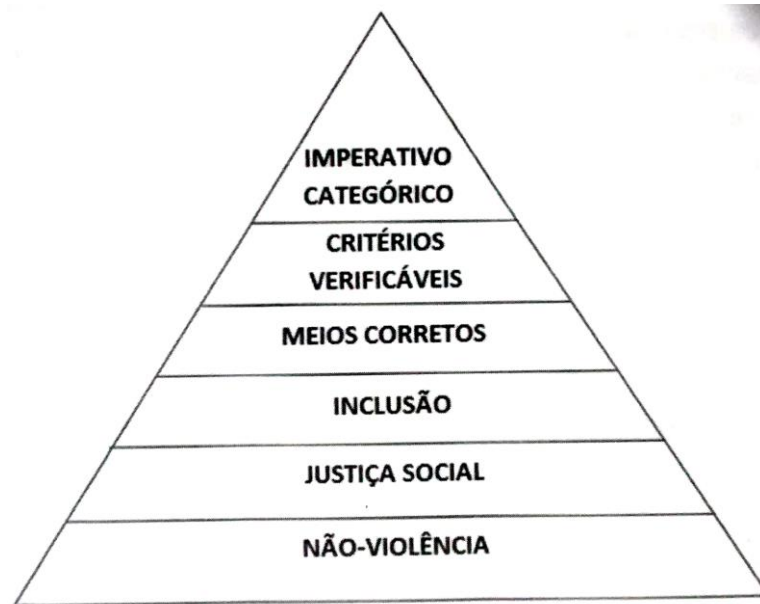 IMPERATIVO
CATEGÓRICO
CRITÉRIOS
VERIFICÁVEIS
MEIOS CORRETOS
INCLUSÃO
JUSTIÇA SOCIAL
NÃO-VIOLÊNCIA